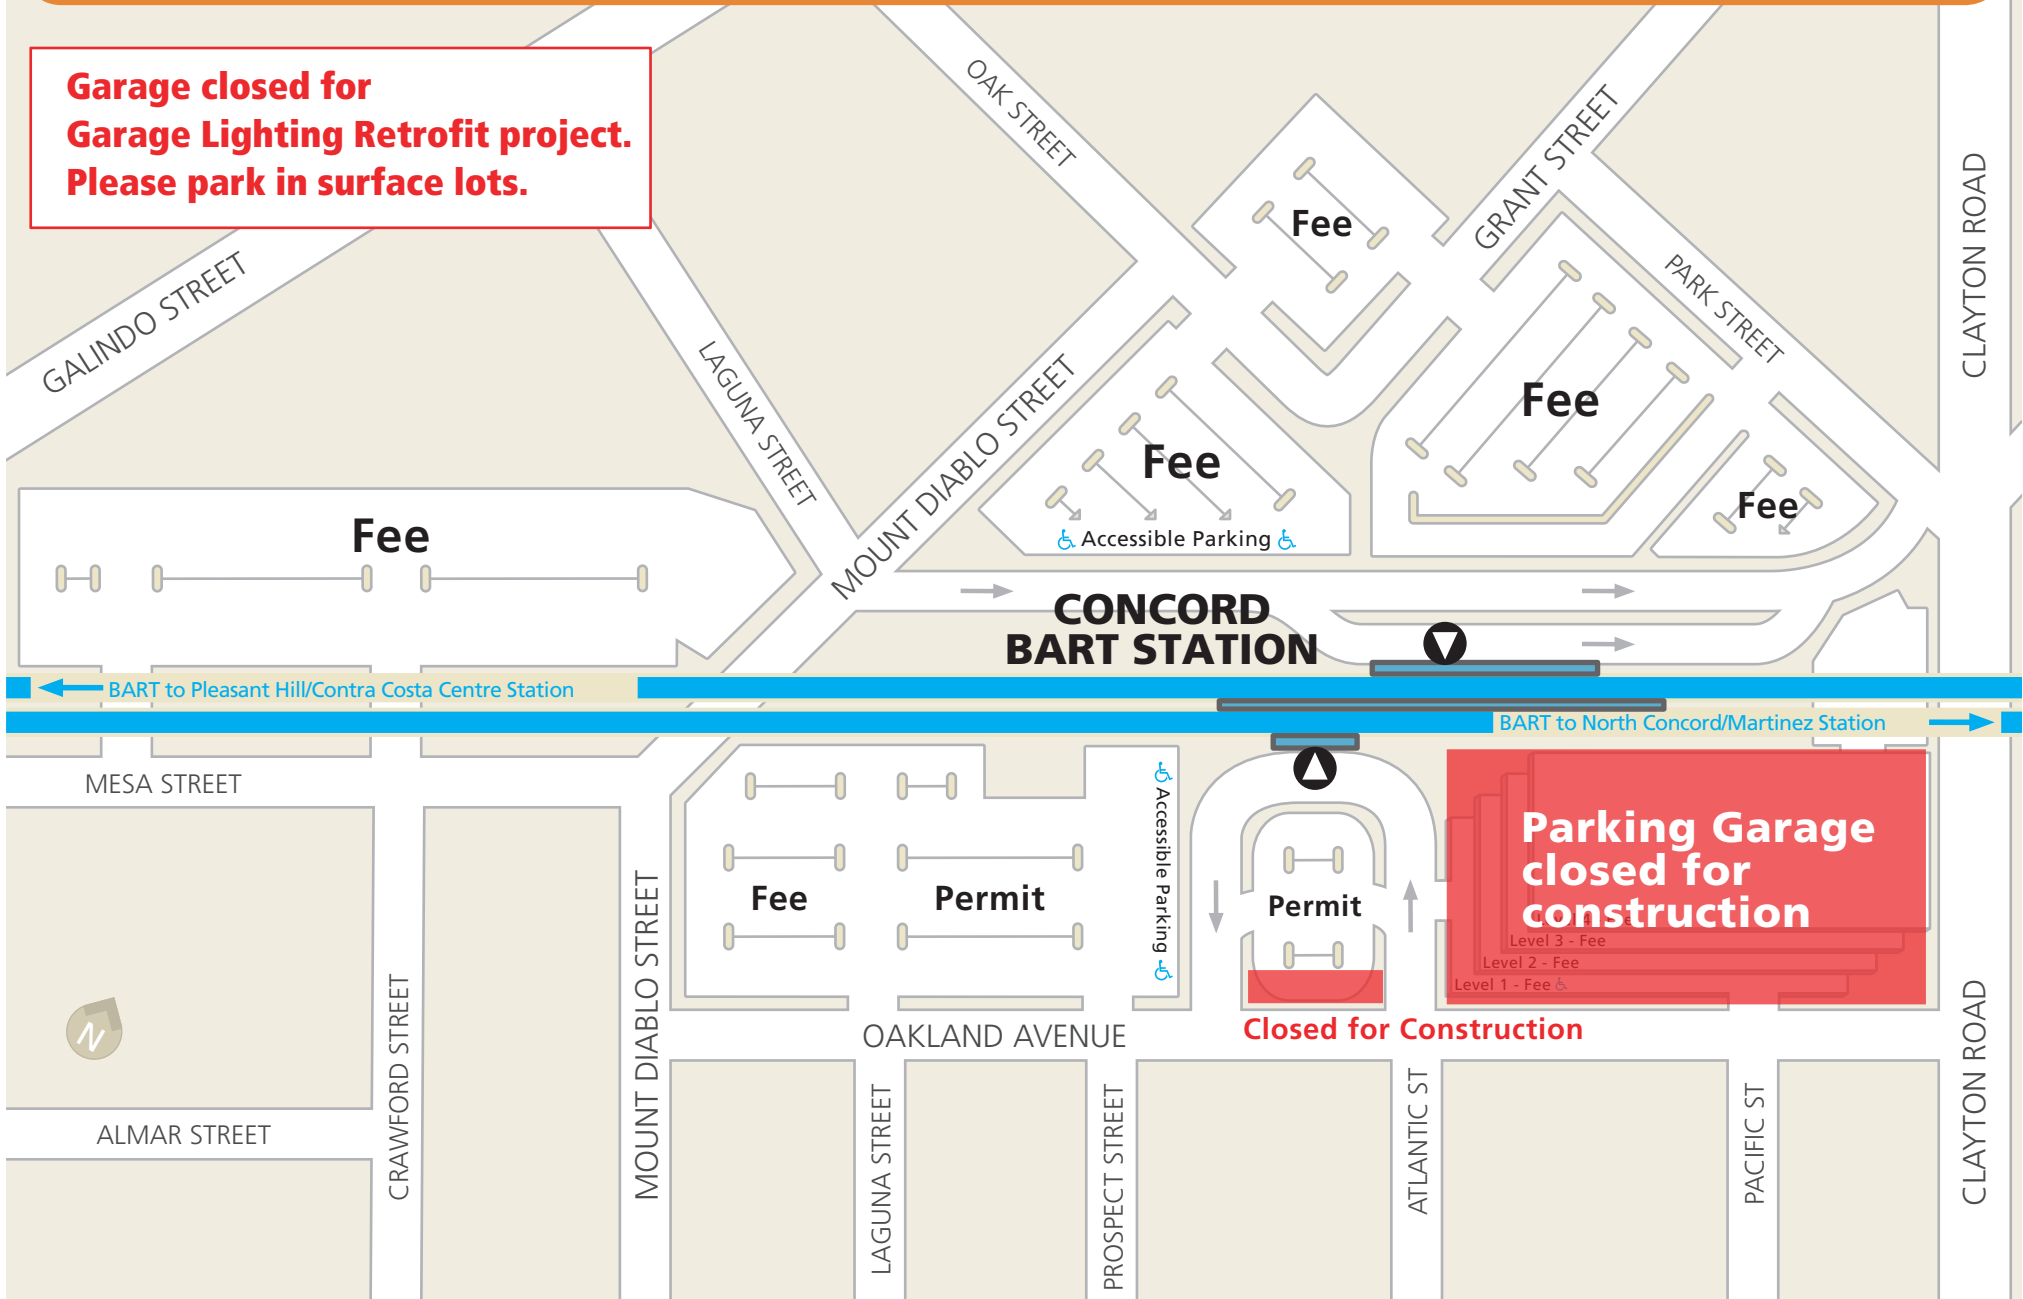 Garage closed for
Garage Lighting Retrofit project.
Please park in surface lots.
OAK STREET
GRANT STREET
CLAYTON ROAD
PARK STREET
GALINDO STREET
LAGUNA STREET
MOUNT DIABLO STREET
Fee
Fee
Fee
Fee
Fee
Accessible Parking
CONCORD
BART STATION
BART to Pleasant Hill/Contra Costa Centre Station
BART to North Concord/Martinez Station
MESA STREET
Fee
Permit
Accessible Parking
Permit
Parking Garage
closed for
construction
Level 3 - Fee
Level 2 - Fee
Level 1 - Fee
Closed for Construction
OAKLAND AVENUE
N
ALMAR STREET
CRAWFORD STREET
MOUNT DIABLO STREET
LAGUNA STREET
PROSPECT STREET
ATLANTIC ST
PACIFIC ST
CLAYTON ROAD